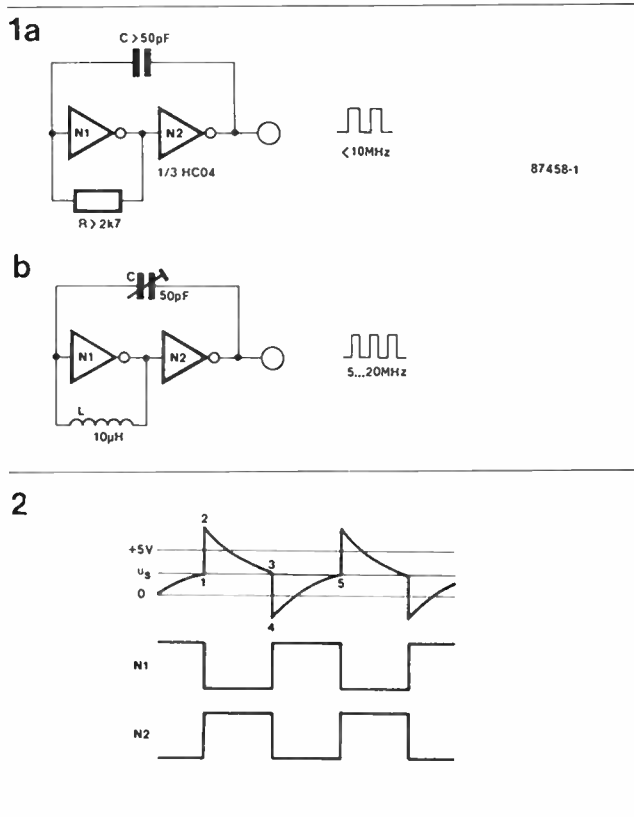 1a
C > 50pF
N1
N2
1/3 HC04
R > 2k7
< 10MHz
87458-1
b
C
50pF
N1
N2
L
10µH
5...20MHz
2
2
+5V
3
us
1
5
0
4
N1
N2